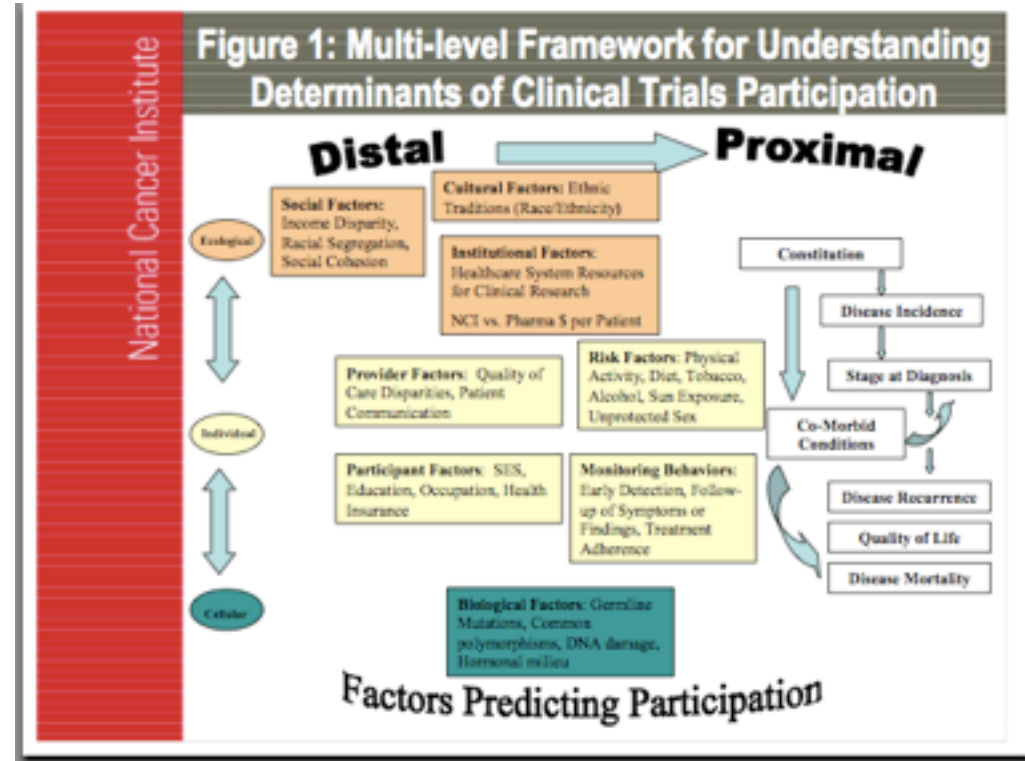 National Cancer Institute
Figure 1: Multi-level Framework for Understanding
Determinants of Clinical Trials Participation
Distal
Proximal
Ecological
Individual
Cellular
Social Factors:
Income Disparity,
Racial Segregation,
Social Cohesion
Cultural Factors: Ethnic
Traditions (Race/Ethnicity)
Institutional Factors:
Healthcare System Resources
for Clinical Research
NCI vs. Pharma $ per Patient
Provider Factors: Quality of
Care Disparities, Patient
Communication
Risk Factors: Physical
Activity, Diet, Tobacco,
Alcohol, Sun Exposure,
Unprotected Sex
Participant Factors: SES,
Education, Occupation, Health
Insurance
Monitoring Behaviors:
Early Detection, Follow-
up of Symptoms or
Findings, Treatment
Adherence
Biological Factors: Germline
Mutations, Common
polymorphisms, DNA damage,
Hormonal milieu
Constitution
Disease Incidence
Stage at Diagnosis
Co-Morbid
Conditions
Disease Recurrence
Quality of Life
Disease Mortality
Factors Predicting Participation